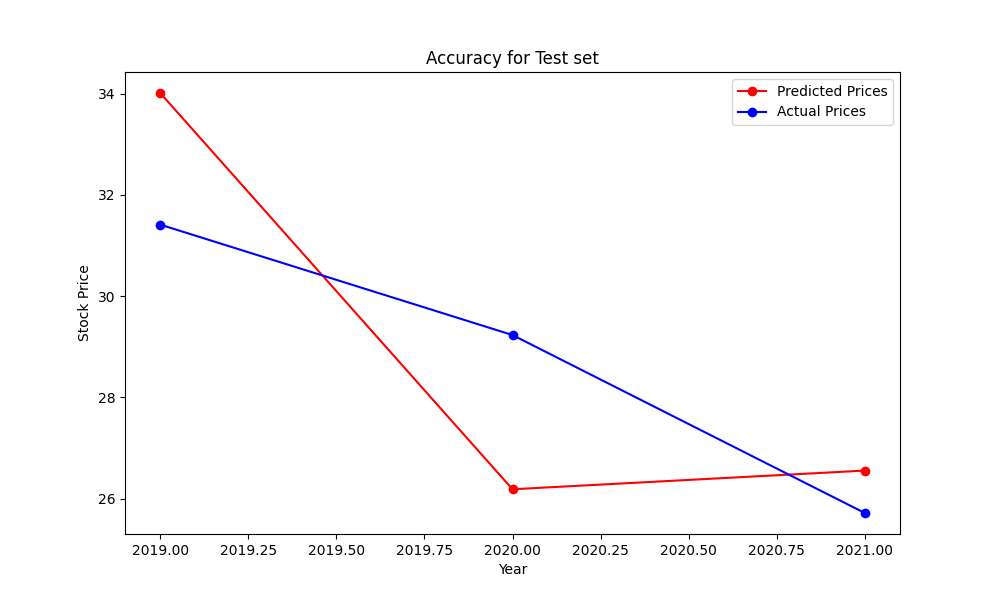 Accuracy for Test set
Predicted Prices
Actual Prices
Stock Price
34
32
30
28
26
2019.00 2019.25 2019.50 2019.75 2020.00 2020.25 2020.50 2020.75 2021.00
Year